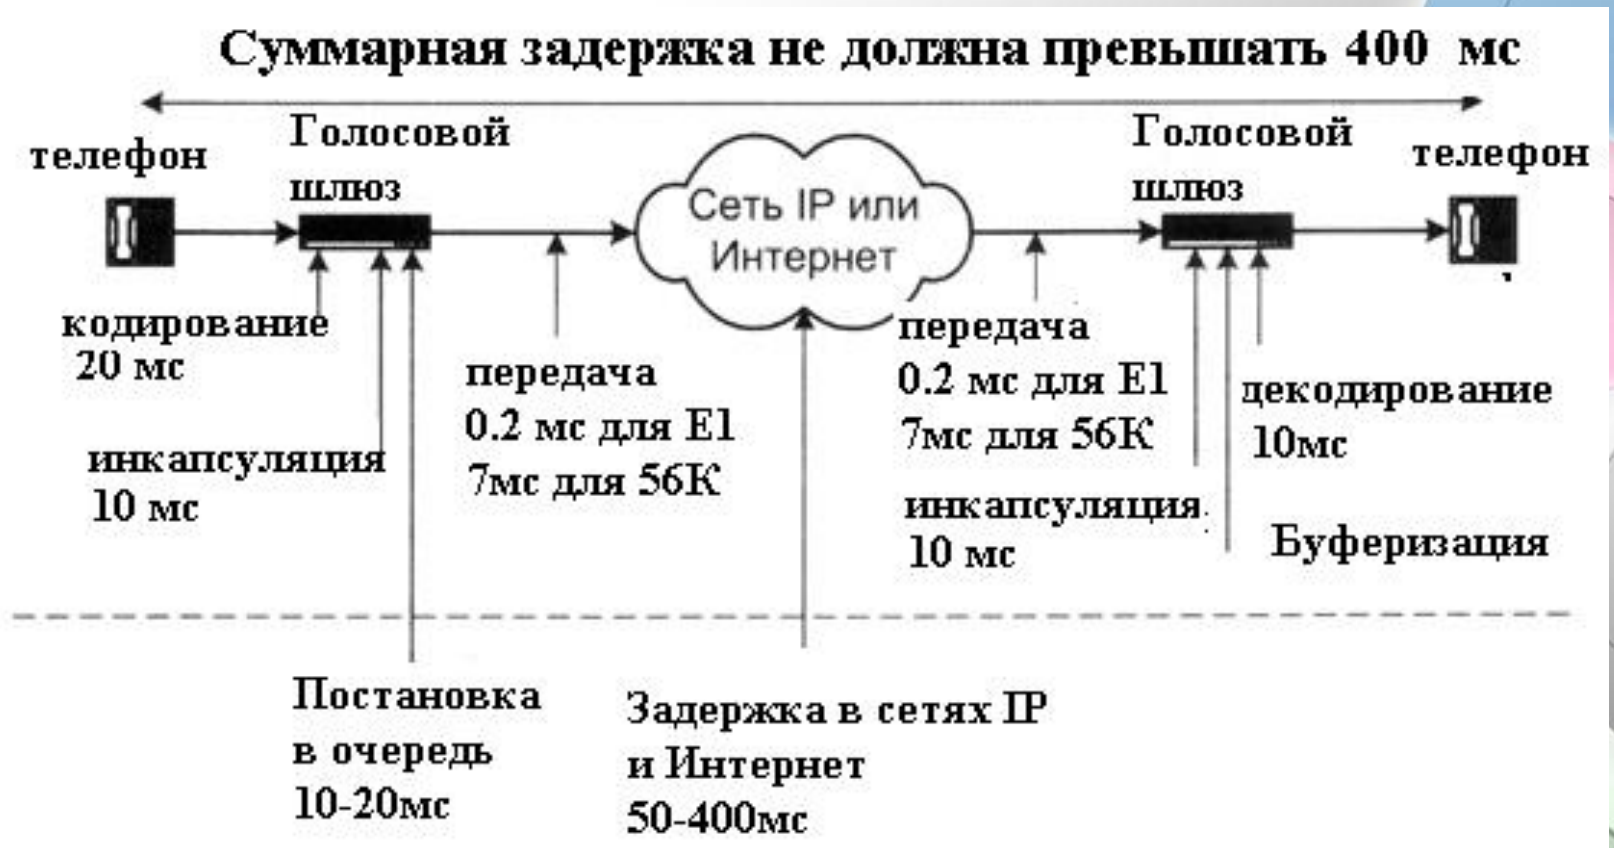 Суммарная задержка не должна превышать 400 мс
телефон
Голосовой
шлюз
Сеть IP или
Интернет
Голосовой
шлюз
телефон
кодирование
20 мс
инкапсуляция
10 мс
передача
0.2 мс для E1
7мс для 56К
передача
0.2 мс для E1
7мс для 56К
инкапсуляция
10 мс
декодирование
10мс
Буферизация
Постановка
в очередь
10-20мс
Задержка в сетях IP
и Интернет
50-400мс